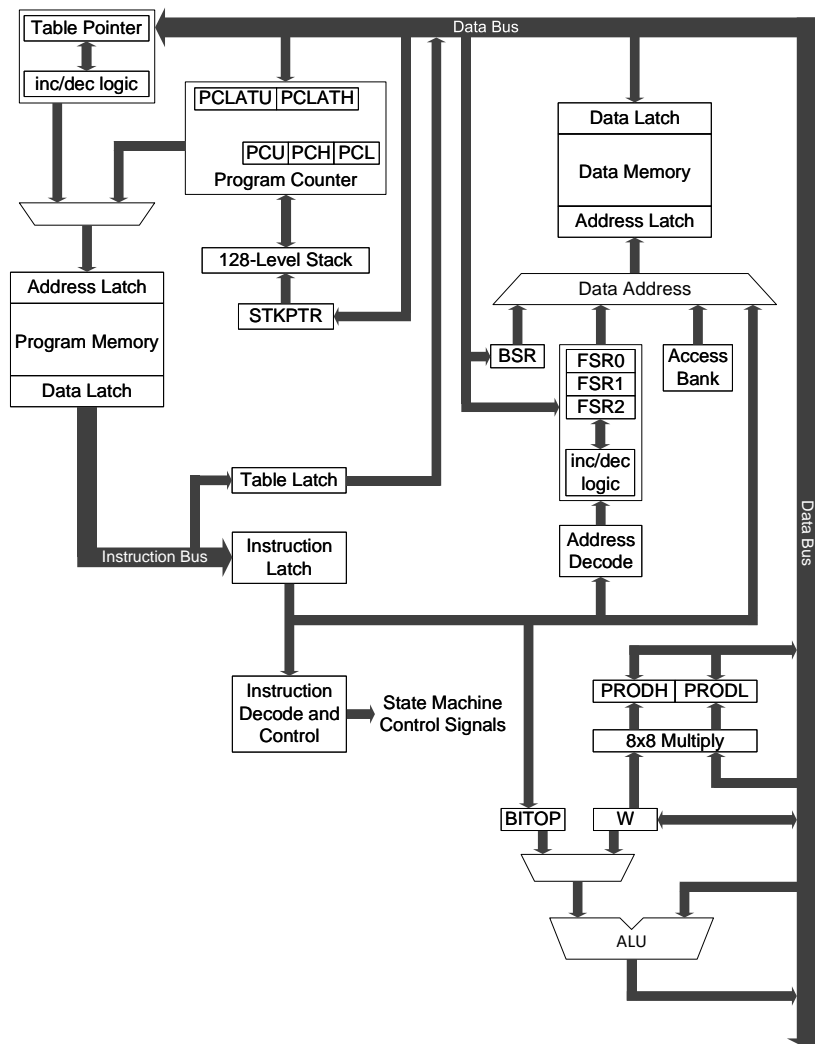 Table Pointer
Data Bus
inc/dec logic
PCLATU
PCLATH
PCU
PCH
PCL
Program Counter
128-Level Stack
STKPTR
Data Latch
Data Memory
Address Latch
Data Address
Address Latch
Program Memory
Data Latch
BSR
FSR0
FSR1
FSR2
inc/dec
logic
Access
Bank
Table Latch
Instruction Bus
Instruction
Latch
Address
Decode
Data Bus
Instruction
Decode and
Control
State Machine
Control Signals
PRODH
PRODL
8x8 Multiply
BITOP
W
ALU